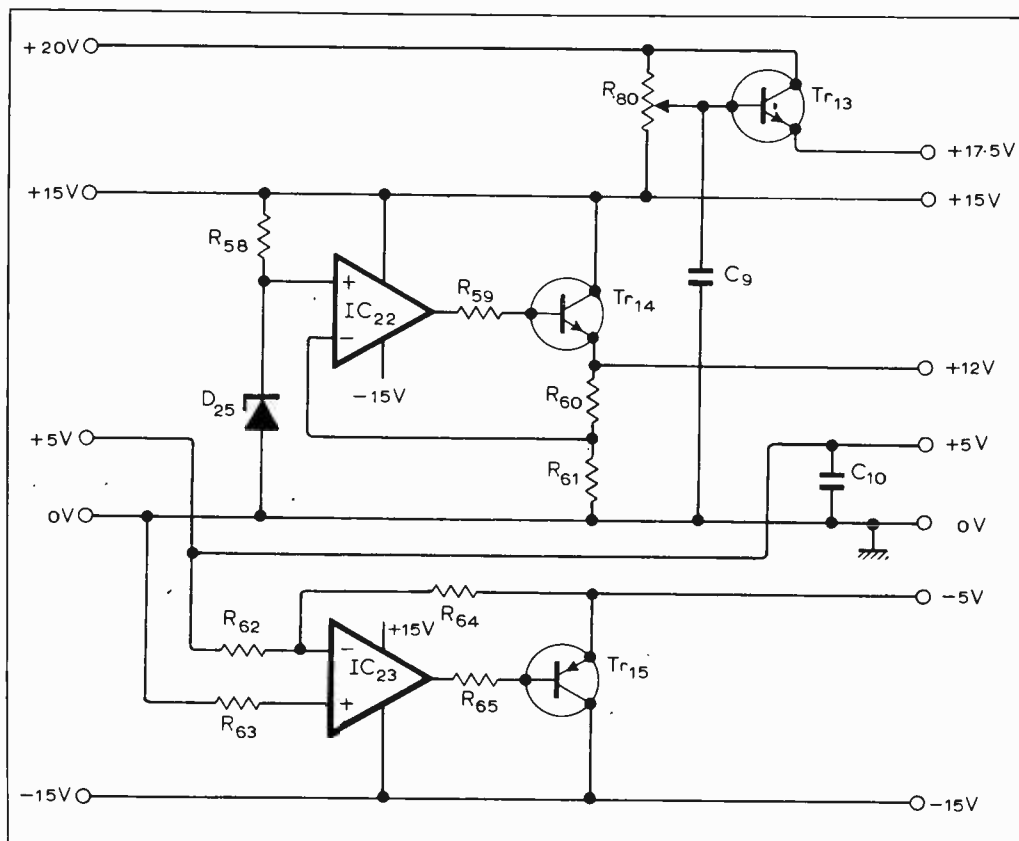 +20V
R80
Tr13
+17·5V
+15V
+15V
R58
+
IC22
−
R59
Tr14
C9
−15V
+12V
D25
R60
+5V
+5V
R61
C10
0V
0V
R64
−5V
R62
+15V
−
IC23
Tr15
R65
+
R63
−15V
−15V